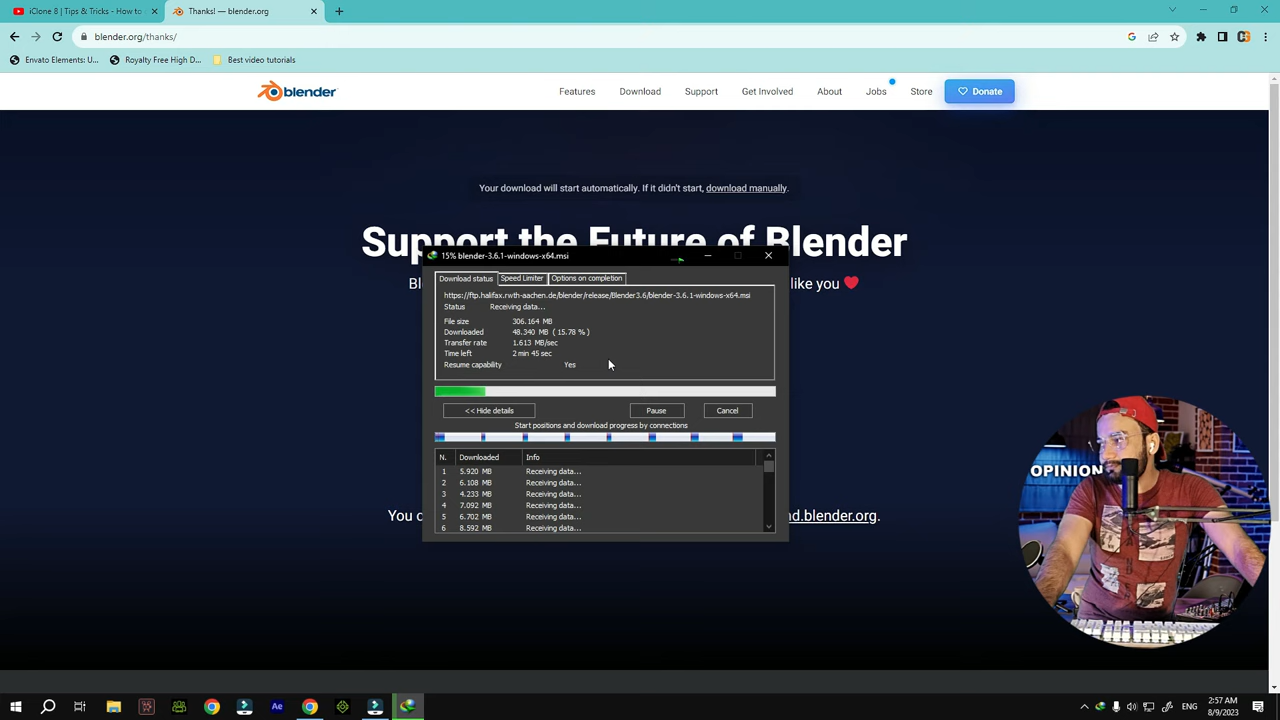 iClone 8 | Tips & Tricks - How to
Thanks! — blender.org
blender.org/thanks/
Envato Elements: U...
Royalty Free High D...
Best video tutorials
blender
Features
Download
Support
Get Involved
About
Jobs
Store
Donate
Your download will start automatically. If it didn't start, download manually.
Support the Future of Blender
15% blender-3.6.1-windows-x64.msi
like you
Download status
Speed Limiter
Options on completion
https://ftp.halifax.rwth-aachen.de/blender/release/Blender3.6/blender-3.6.1-windows-x64.msi
Status Receiving data...
File size 306.164 MB
Downloaded 48.340 MB ( 15.78 % )
Transfer rate 1.613 MB/sec
Time left 2 min 45 sec
Resume capability Yes
<< Hide details
Pause
Cancel
Start positions and download progress by connections
N. Downloaded Info
1 5.920 MB Receiving data...
2 6.108 MB Receiving data...
3 4.233 MB Receiving data...
4 7.092 MB Receiving data...
5 6.702 MB Receiving data...
6 8.592 MB Receiving data...
You
nd.blender.org.
OPINION
ENG
2:57 AM
8/9/2023